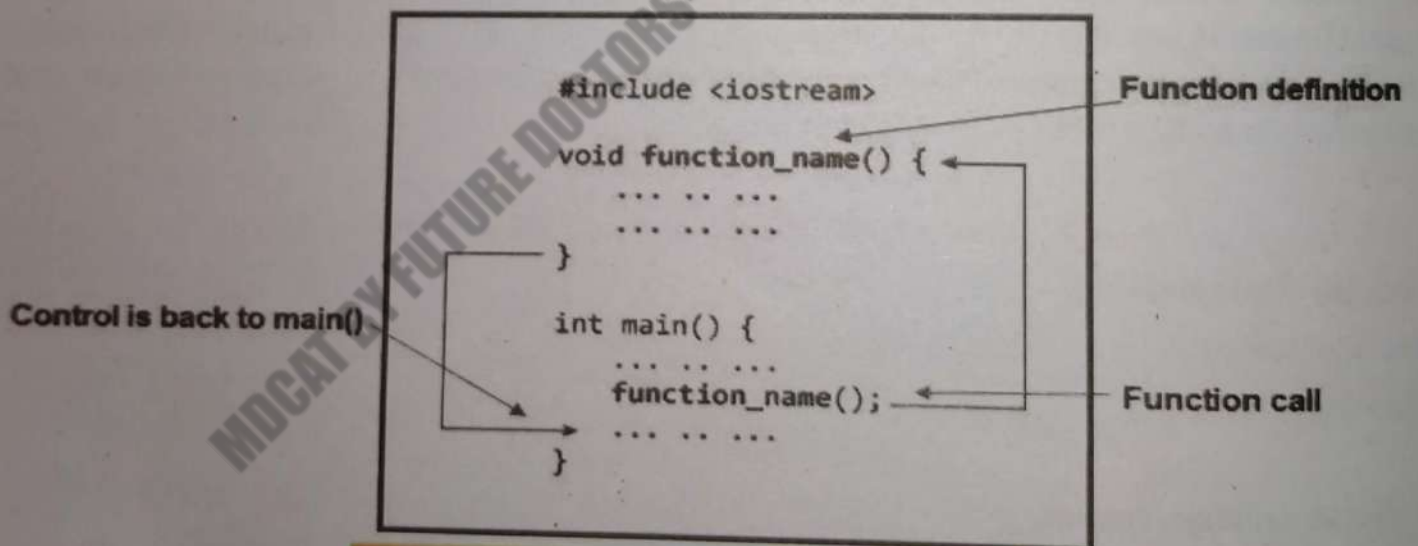 #include <iostream>
Function definition
void function_name() {
... .. ...
... .. ...
}
Control is back to main()
int main() {
... .. ...
function_name();
Function call
... .. ...
}
MDCAT BY FUTURE DOCTORS